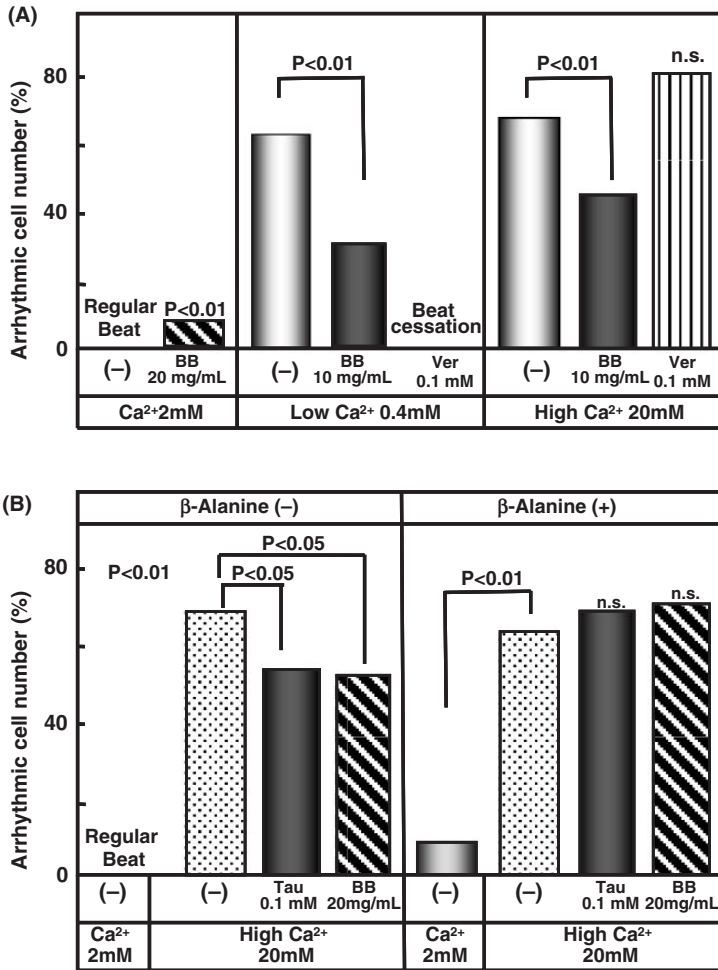 (A)
Arrhythmic cell number (%)
80
40
0
Regular
Beat
P<0.01
P<0.01
Beat
cessation
P<0.01
n.s.
(–)
BB
20 mg/mL
(–)
BB
10 mg/mL
Ver
0.1 mM
(–)
BB
10 mg/mL
Ver
0.1 mM
Ca²⁺2mM
Low Ca²⁺ 0.4mM
High Ca²⁺ 20mM
(B)
β-Alanine (–)
β-Alanine (+)
Arrhythmic cell number (%)
80
40
0
P<0.01
P<0.05
P<0.05
Regular
Beat
P<0.01
n.s.
n.s.
(–)
(–)
Tau
0.1 mM
BB
20mg/mL
(–)
(–)
Tau
0.1 mM
BB
20mg/mL
Ca²⁺
2mM
High Ca²⁺
20mM
Ca²⁺
2mM
High Ca²⁺
20mM